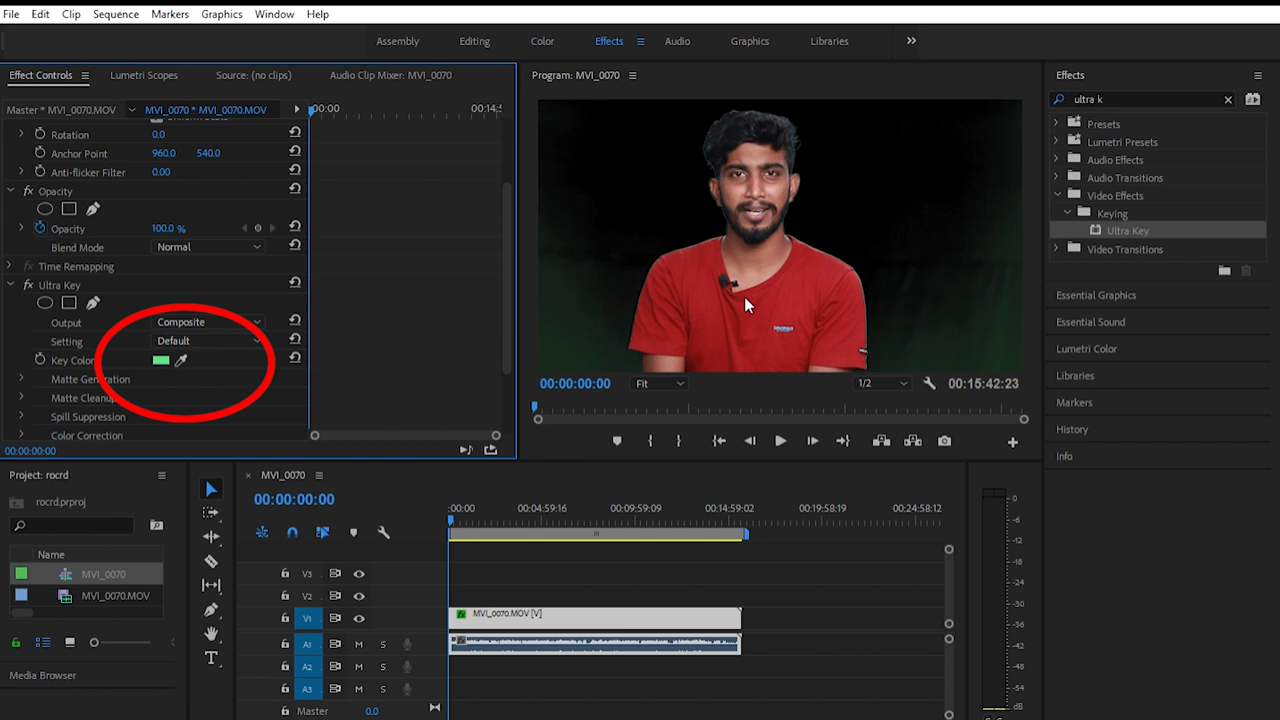 File Edit Clip Sequence Markers Graphics Window Help
Assembly Editing Color Effects Audio Graphics Libraries
Effect Controls Lumetri Scopes Source: (no clips) Audio Clip Mixer: MVI_0070
Master * MVI_0070.MOV MVI_0070 * MVI_0070.MOV
:00:00 00:14:
Rotation 0.0
Anchor Point 960.0 540.0
Anti-flicker Filter 0.00
fx Opacity
Opacity 100.0 %
Blend Mode Normal
fx Time Remapping
fx Ultra Key
Output Composite
Setting Default
Key Color
Matte Generation
Matte Cleanup
Spill Suppression
Color Correction
00:00:00:00
Program: MVI_0070
00:00:00:00 Fit 1/2 00:15:42:23
Effects
ultra k
Presets
Lumetri Presets
Audio Effects
Audio Transitions
Video Effects
Keying
Ultra Key
Video Transitions
Essential Graphics
Essential Sound
Lumetri Color
Libraries
Markers
History
Info
Project: rocrd
rocrd.prproj
Name
MVI_0070
MVI_0070.MOV
Media Browser
MVI_0070
00:00:00:00
:00:00 00:04:59:16 00:09:59:09 00:14:59:02 00:19:58:19 00:24:58:12
V3
V2
V1 fx MVI_0070.MOV [V]
A1 M S
A2 M S
A3 M S
Master 0.0
0
-6
-12
-18
-24
-30
-36
-42
-48
-54
dB
S S